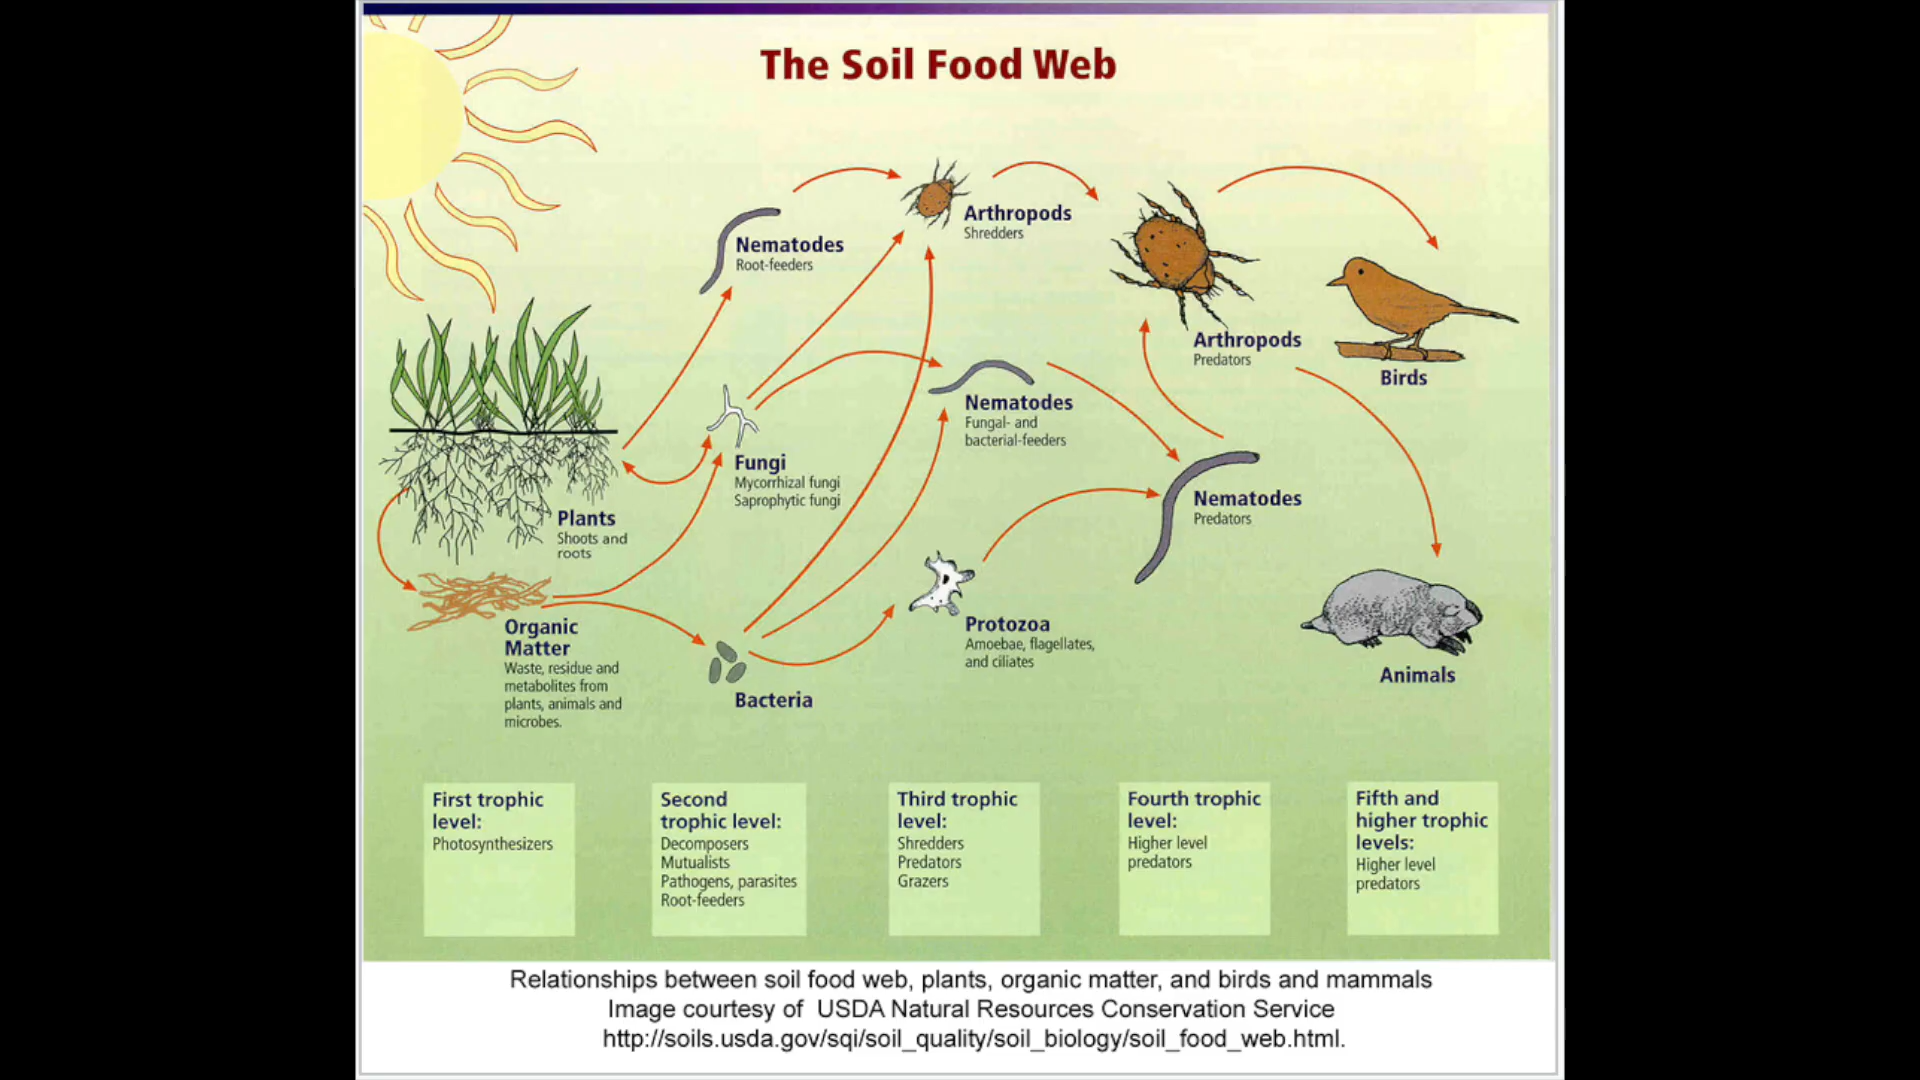 The Soil Food Web
Arthropods
Shredders
Nematodes
Root-feeders
Arthropods
Predators
Birds
Nematodes
Fungal- and
bacterial-feeders
Fungi
Mycorrhizal fungi
Saprophytic fungi
Nematodes
Predators
Plants
Shoots and
roots
Organic
Matter
Waste, residue and
metabolites from
plants, animals and
microbes.
Bacteria
Protozoa
Amoebae, flagellates,
and ciliates
Animals
First trophic
level:
Photosynthesizers
Second
trophic level:
Decomposers
Mutualists
Pathogens, parasites
Root-feeders
Third trophic
level:
Shredders
Predators
Grazers
Fourth trophic
level:
Higher level
predators
Fifth and
higher trophic
levels:
Higher level
predators
Relationships between soil food web, plants, organic matter, and birds and mammals
Image courtesy of  USDA Natural Resources Conservation Service
http://soils.usda.gov/sqi/soil_quality/soil_biology/soil_food_web.html.